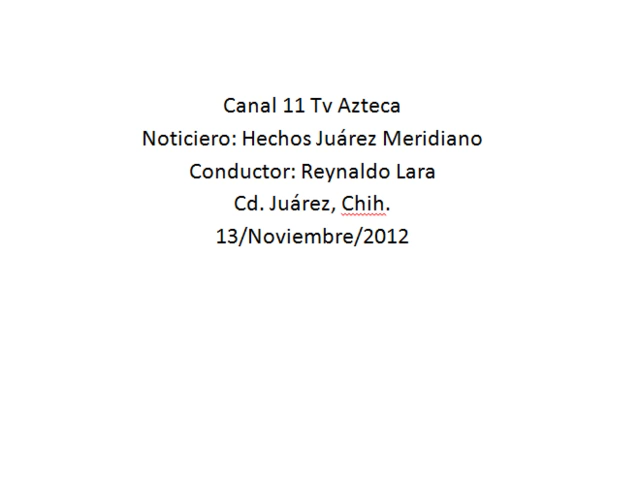 Canal 11 Tv Azteca
Noticiero: Hechos Juárez Meridiano
Conductor: Reynaldo Lara
Cd. Juárez, Chih.
13/Noviembre/2012